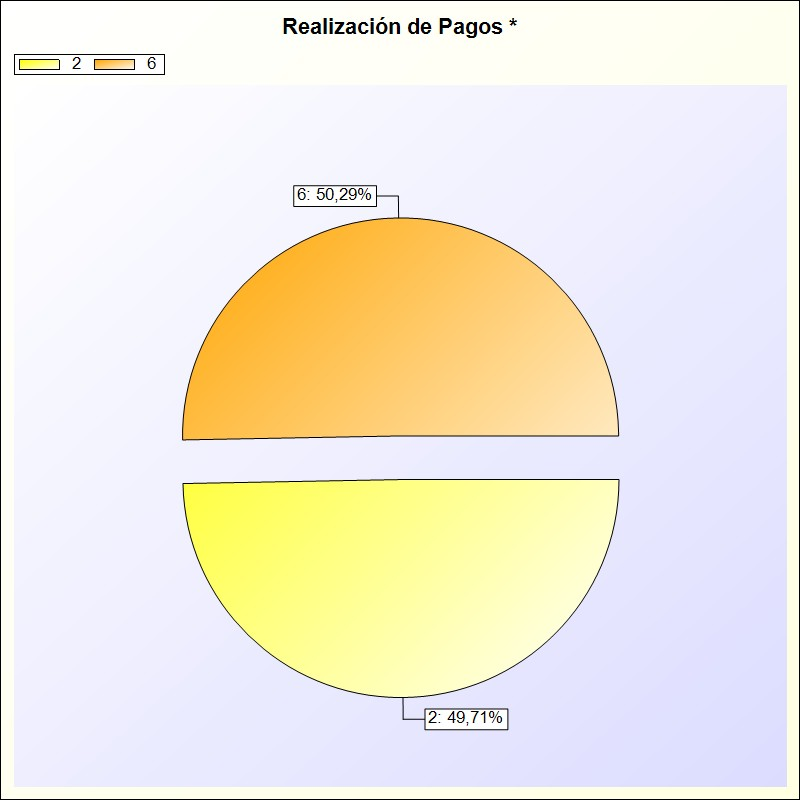 Realización de Pagos *
2 6
6: 50,29%
2: 49,71%